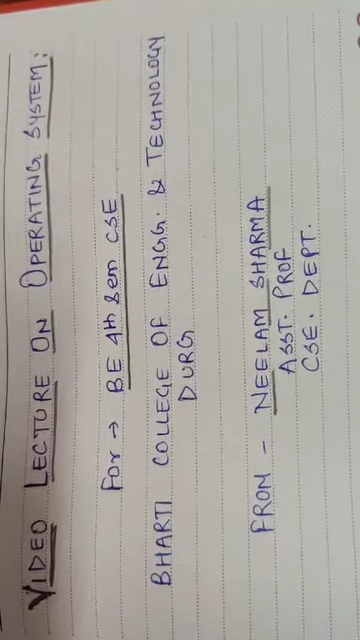 VIDEO LECTURE ON OPERATING SYSTEM:
For → BE 4th Sem CSE
BHARTI COLLEGE OF ENGG. & TECHNOLOGY
DURG
FROM - NEELAM SHARMA
ASST. PROF
CSE. DEPT.